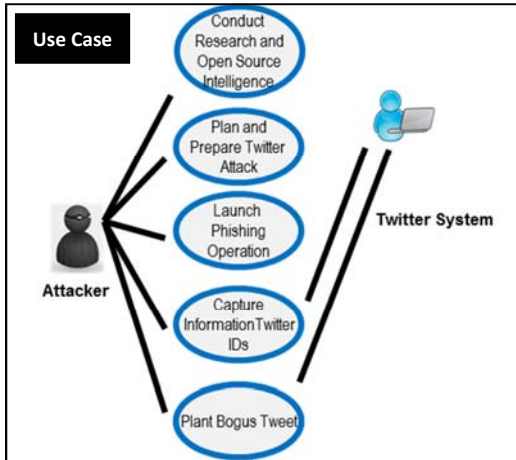 Use Case
Conduct
Research and
Open Source
Intelligence
Plan and
Prepare Twitter
Attack
Launch
Phishing
Operation
Capture
InformationTwitter
IDs
Plant Bogus Tweet
Attacker
Twitter System